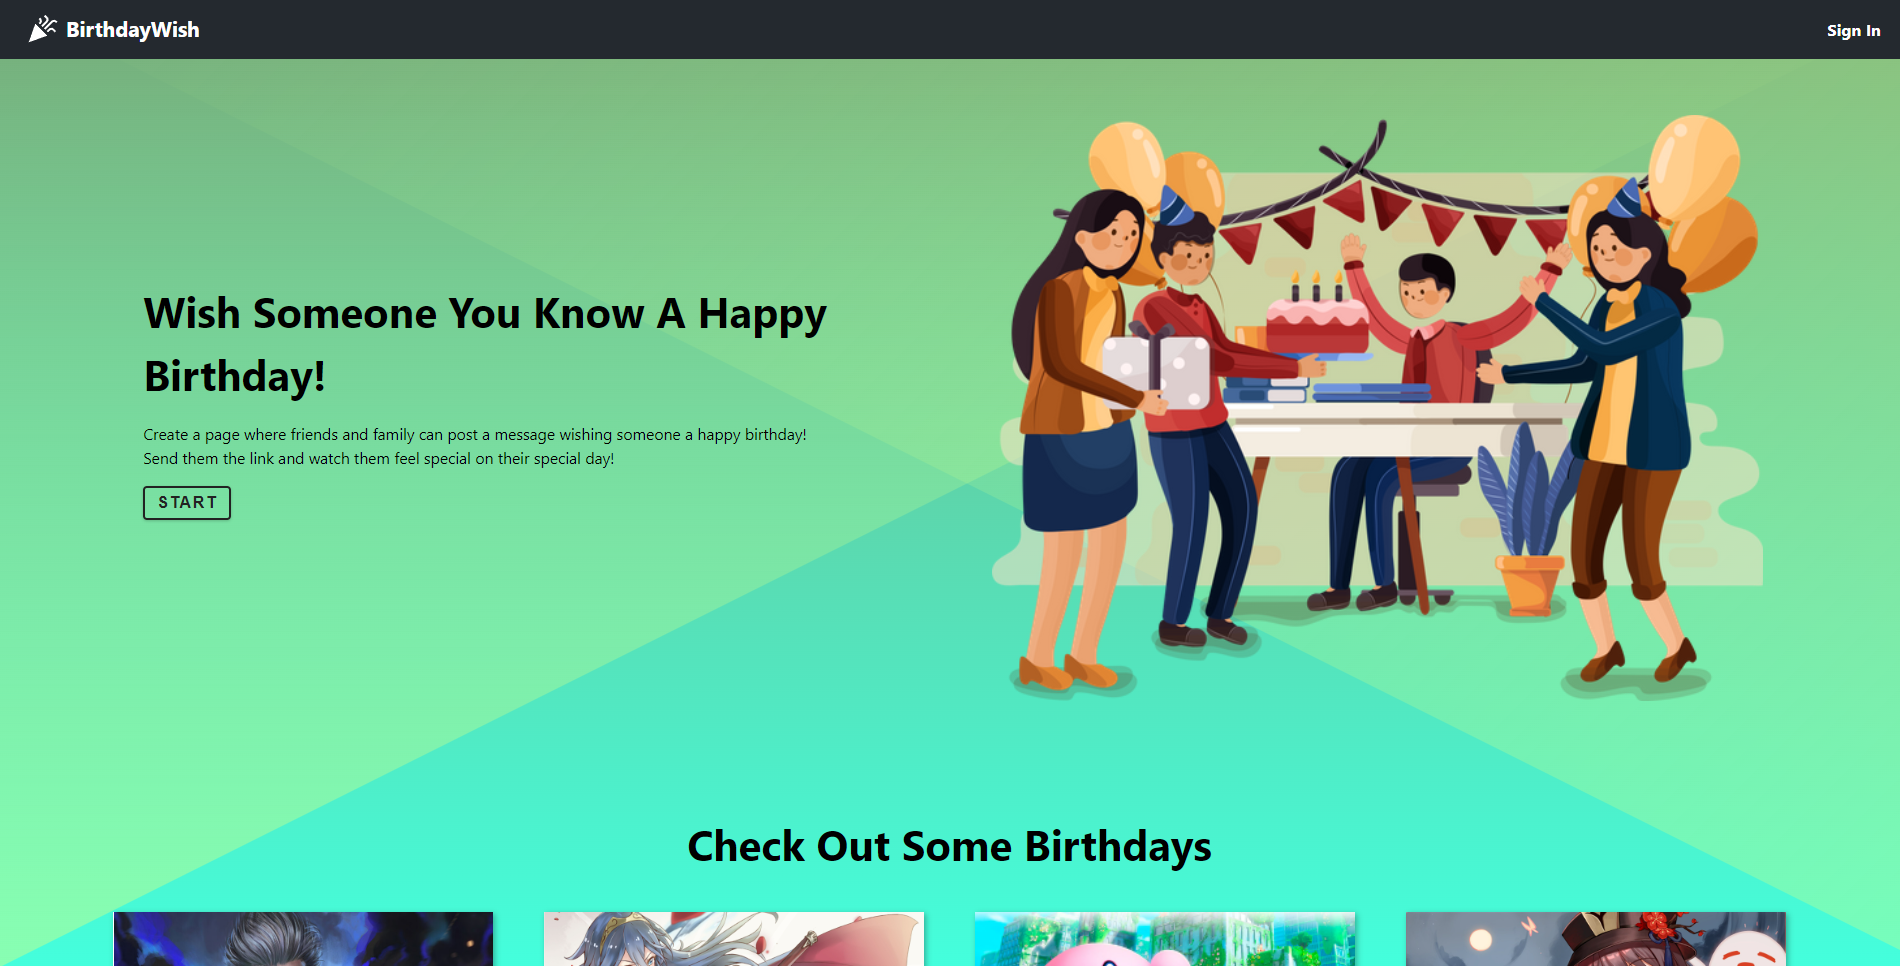 BirthdayWish
Sign In
Wish Someone You Know A Happy
Birthday!
Create a page where friends and family can post a message wishing someone a happy birthday!
Send them the link and watch them feel special on their special day!
START
Check Out Some Birthdays